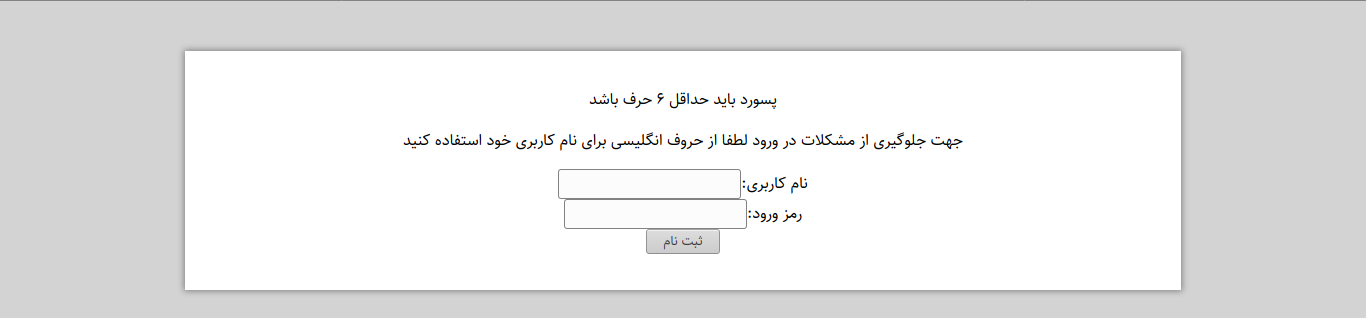 پسورد باید حداقل ۶ حرف باشد
جهت جلوگیری از مشکلات در ورود لطفا از حروف انگلیسی برای نام کاربری خود استفاده کنید
نام کاربری:
رمز ورود:
ثبت نام